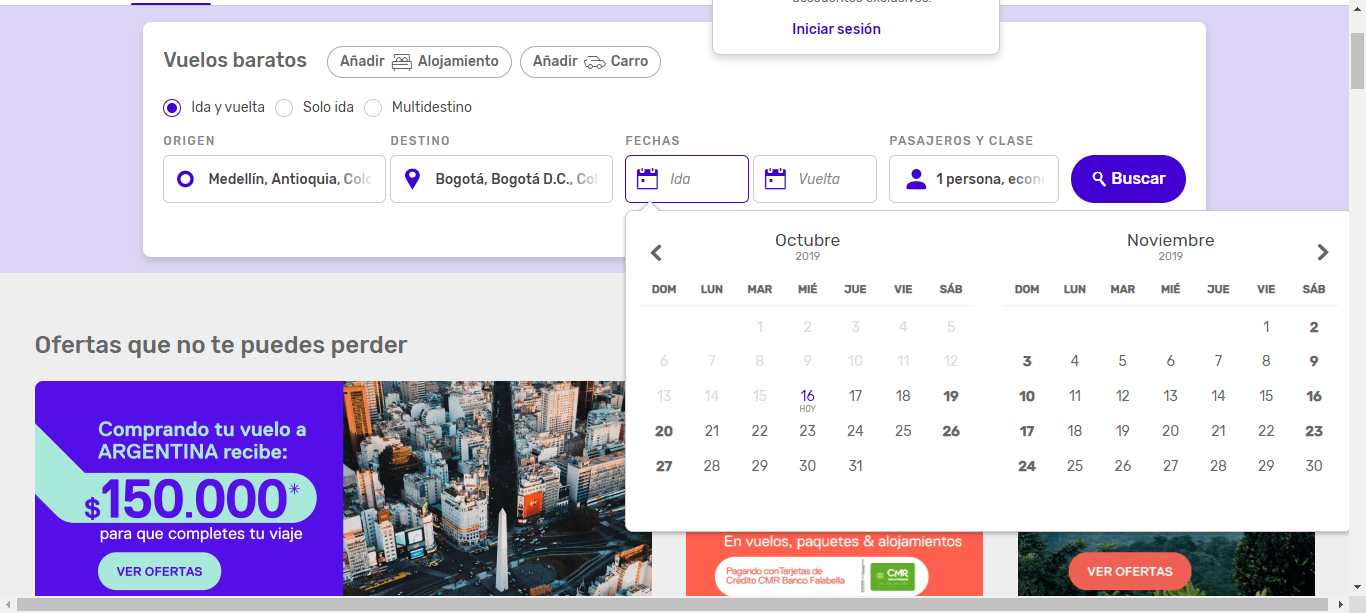 Iniciar sesión
Vuelos baratos
Añadir Alojamiento
Añadir Carro
Ida y vuelta
Solo ida
Multidestino
ORIGEN
DESTINO
FECHAS
PASAJEROS Y CLASE
Medellín, Antioquia, Colo
Bogotá, Bogotá D.C., Col
Ida
Vuelta
1 persona, econ
Buscar
Octubre
2019
DOM LUN MAR MIÉ JUE VIE SÁB
1 2 3 4 5
6 7 8 9 10 11 12
13 14 15 16 17 18 19
HOY
20 21 22 23 24 25 26
27 28 29 30 31
Noviembre
2019
DOM LUN MAR MIÉ JUE VIE SÁB
1 2
3 4 5 6 7 8 9
10 11 12 13 14 15 16
17 18 19 20 21 22 23
24 25 26 27 28 29 30
Ofertas que no te puedes perder
Comprando tu vuelo a
ARGENTINA recibe:
$150.000*
para que completes tu viaje
VER OFERTAS
En vuelos, paquetes & alojamientos
Pagando con Tarjetas de
Crédito CMR Banco Falabella
CMR
VER OFERTAS